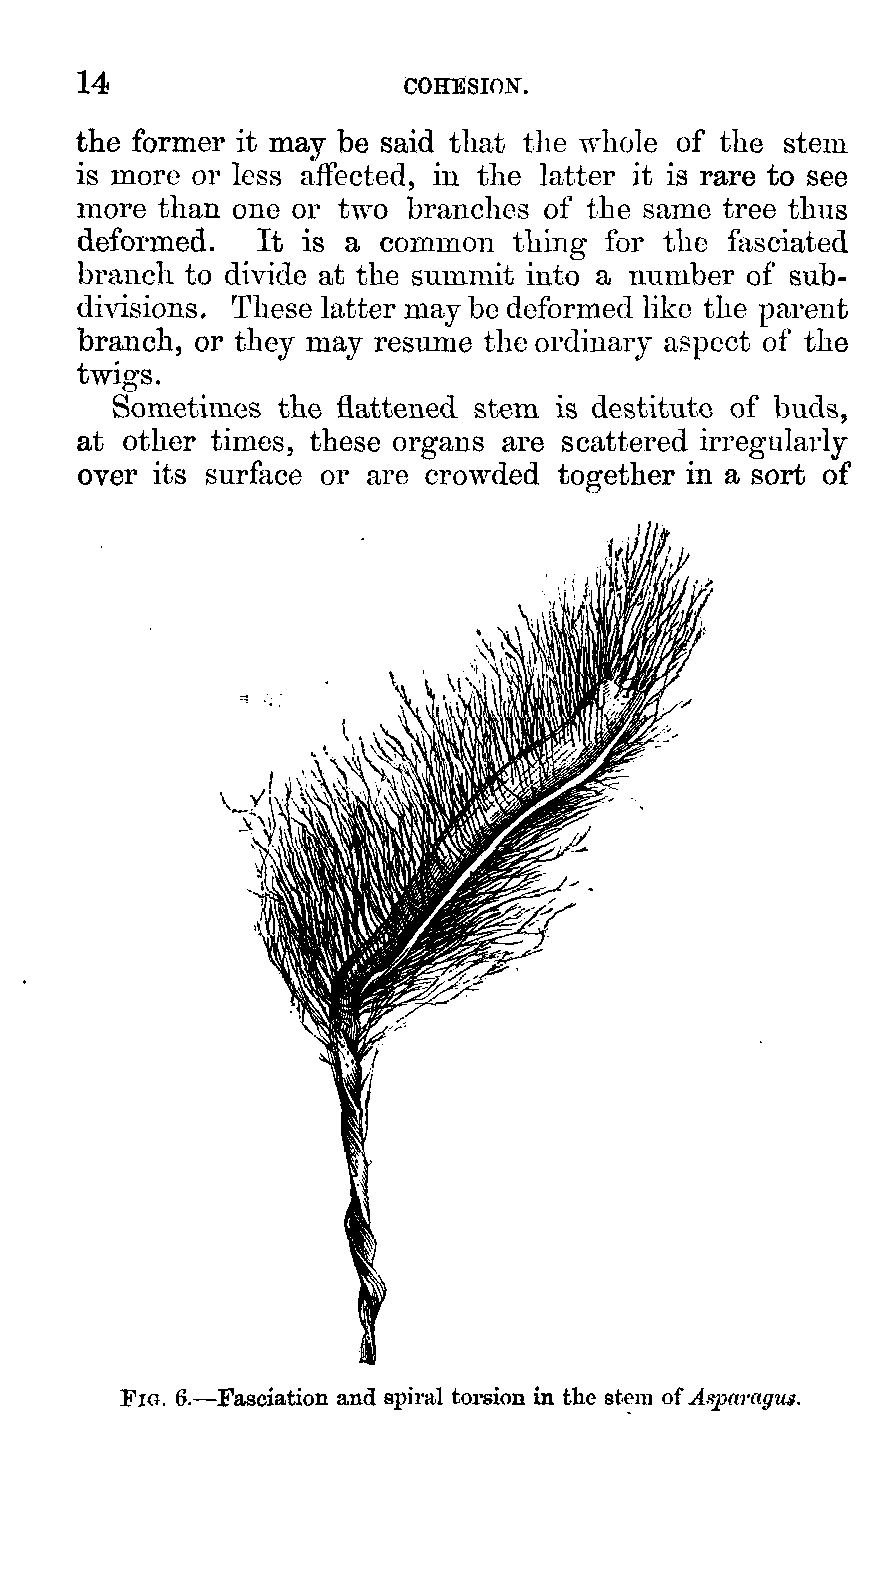 14 COHESION.
the former it may be said that the whole of the stem
is more or less affected, in the latter it is rare to see
more than one or two branches of the same tree thus
deformed. It is a common thing for the fasciated
branch to divide at the summit into a number of sub-
divisions. These latter may be deformed like the parent
branch, or they may resume the ordinary aspect of the
twigs.
Sometimes the flattened stem is destitute of buds,
at other times, these organs are scattered irregularly
over its surface or are crowded together in a sort of
FIG. 6.—Fasciation and spiral torsion in the stem of Asparagus.